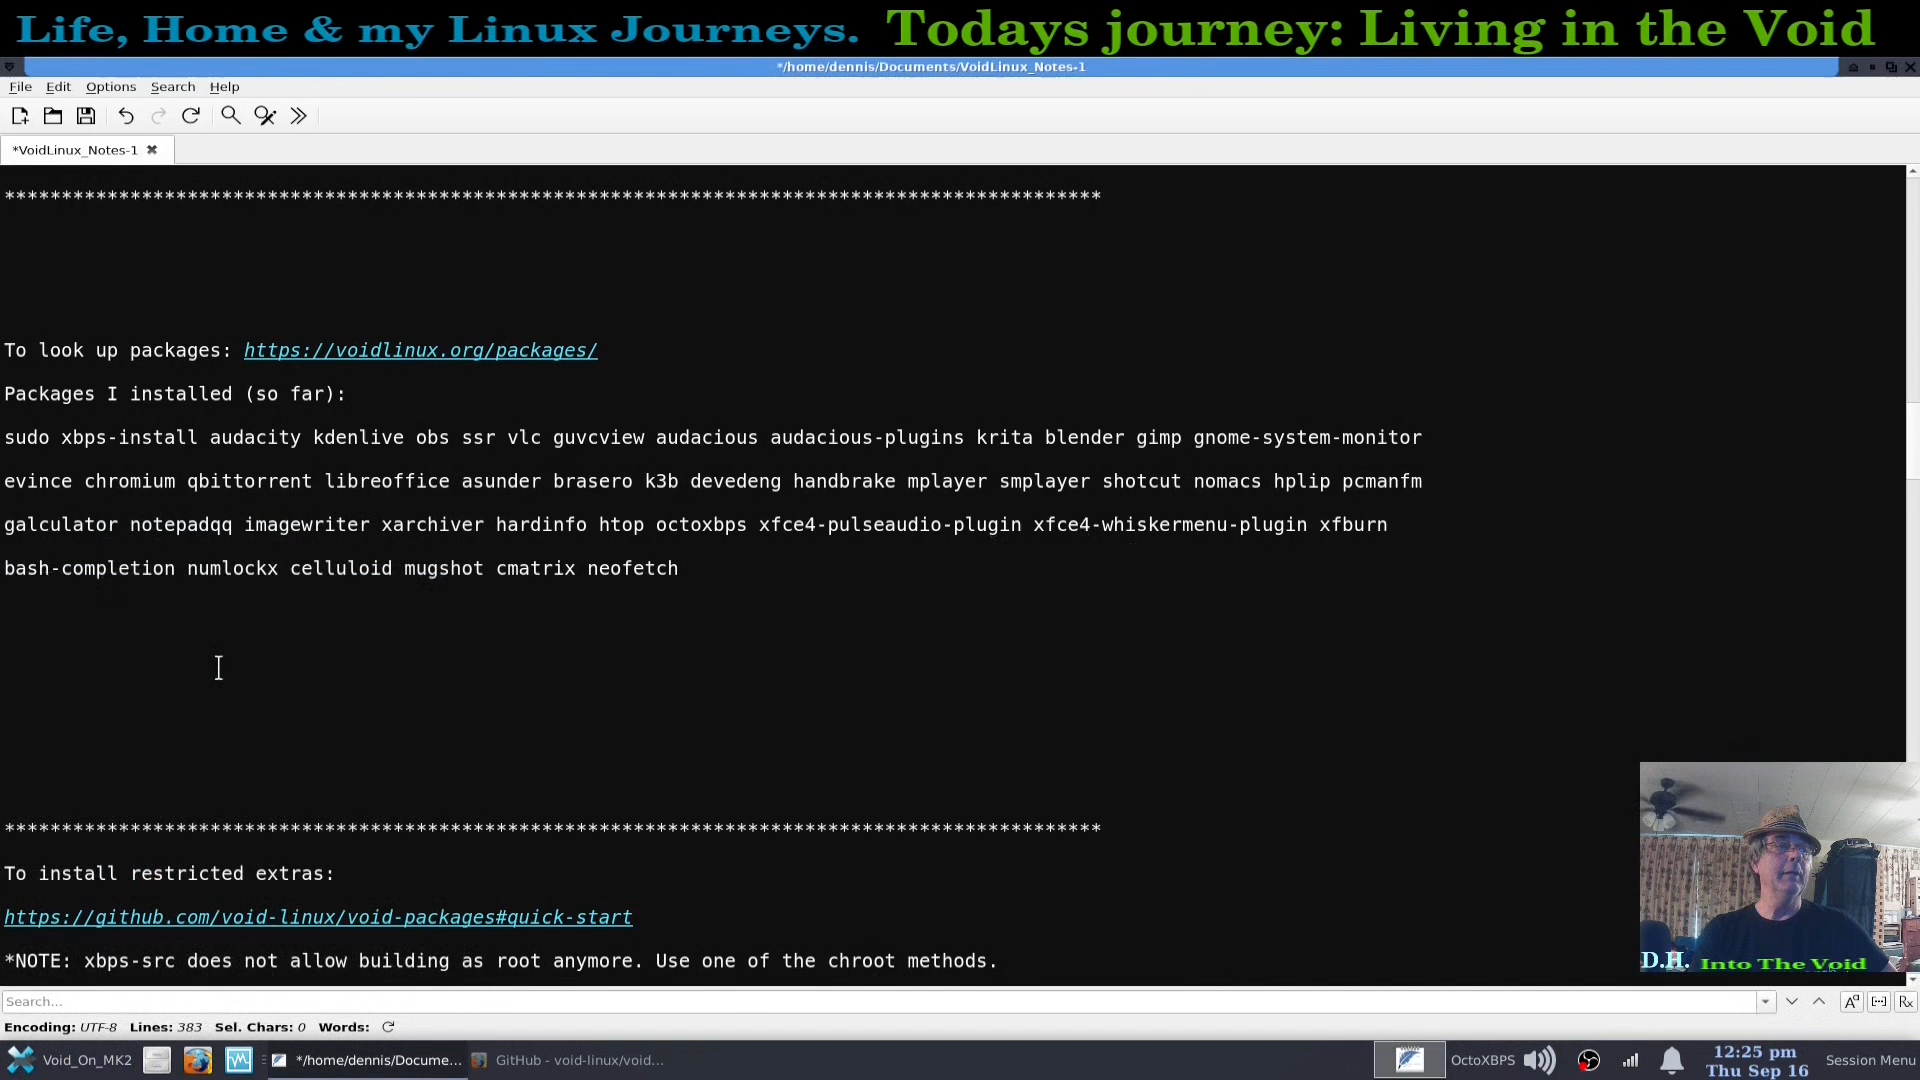 Life, Home & my Linux Journeys. Todays journey: Living in the Void
*/home/dennis/Documents/VoidLinux_Notes-1
File Edit Options Search Help
*VoidLinux_Notes-1
************************************************************************************************
To look up packages: https://voidlinux.org/packages/
Packages I installed (so far):
sudo xbps-install audacity kdenlive obs ssr vlc guvcview audacious audacious-plugins krita blender gimp gnome-system-monitor
evince chromium qbittorrent libreoffice asunder brasero k3b devedeng handbrake mplayer smplayer shotcut nomacs hplip pcmanfm
galculator notepadqq imagewriter xarchiver hardinfo htop octoxbps xfce4-pulseaudio-plugin xfce4-whiskermenu-plugin xfburn
bash-completion numlockx celluloid mugshot cmatrix neofetch
************************************************************************************************
To install restricted extras:
https://github.com/void-linux/void-packages#quick-start
*NOTE: xbps-src does not allow building as root anymore. Use one of the chroot methods.
D.H. Into The Void
Search...
Encoding: UTF-8 Lines: 383 Sel. Chars: 0 Words:
Void_On_MK2 */home/dennis/Docume... GitHub - void-linux/void... OctoXBPS 12:25 pm Session Menu
Thu Sep 16